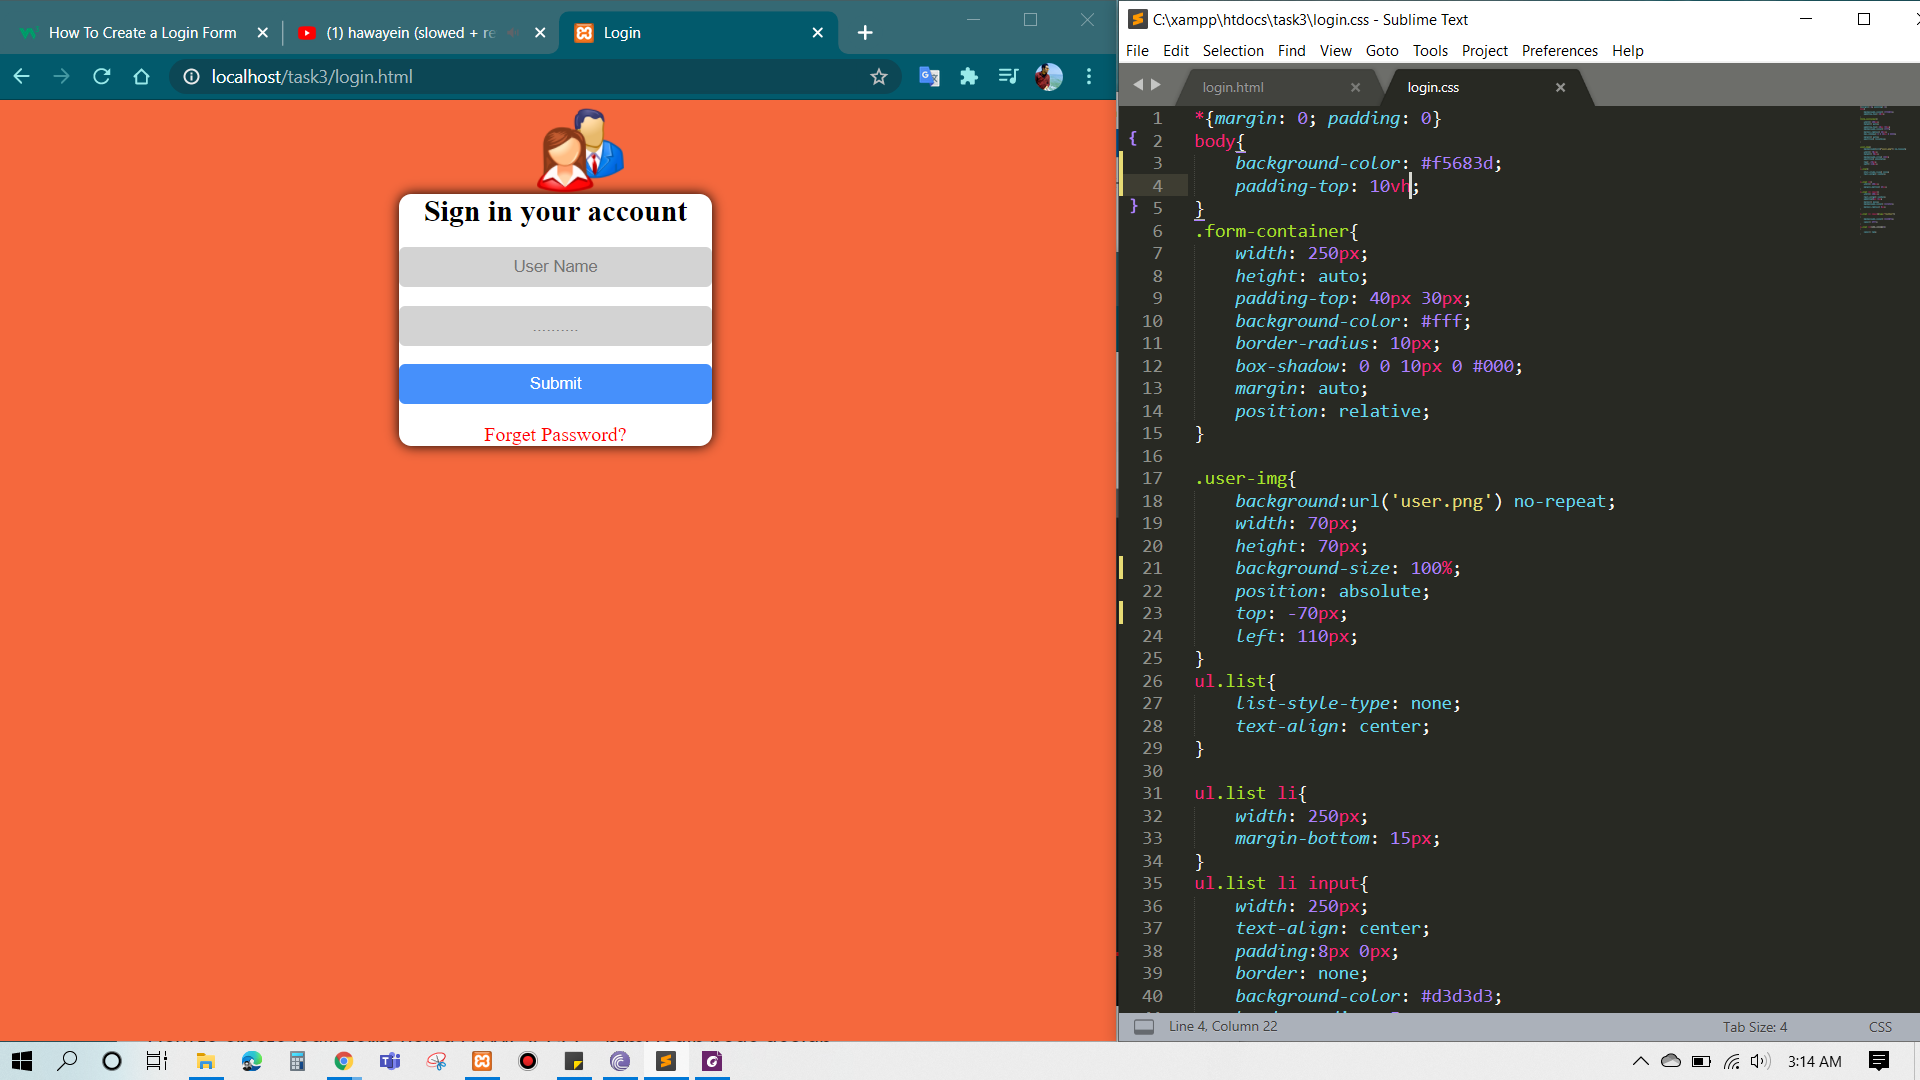 How To Create a Login Form
(1) hawayein (slowed + re
Login
localhost/task3/login.html
Sign in your account
User Name
..........
Submit
Forget Password?
C:\xampp\htdocs\task3\login.css - Sublime Text
File Edit Selection Find View Goto Tools Project Preferences Help
login.html
login.css
1 *{margin: 0; padding: 0}
2 body{
3 background-color: #f5683d;
4 padding-top: 10vh;
5 }
6 .form-container{
7 width: 250px;
8 height: auto;
9 padding-top: 40px 30px;
10 background-color: #fff;
11 border-radius: 10px;
12 box-shadow: 0 0 10px 0 #000;
13 margin: auto;
14 position: relative;
15 }
16
17 .user-img{
18 background:url('user.png') no-repeat;
19 width: 70px;
20 height: 70px;
21 background-size: 100%;
22 position: absolute;
23 top: -70px;
24 left: 110px;
25 }
26 ul.list{
27 list-style-type: none;
28 text-align: center;
29 }
30
31 ul.list li{
32 width: 250px;
33 margin-bottom: 15px;
34 }
35 ul.list li input{
36 width: 250px;
37 text-align: center;
38 padding:8px 0px;
39 border: none;
40 background-color: #d3d3d3;
Line 4, Column 22
Tab Size: 4
CSS
3:14 AM